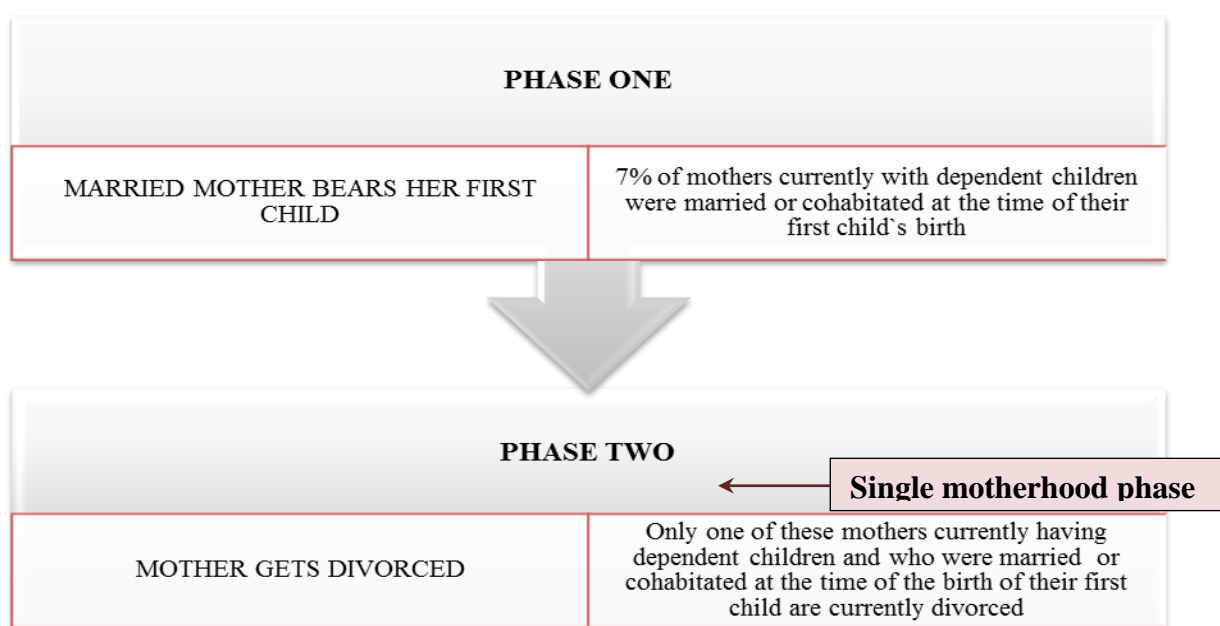 PHASE ONE
MARRIED MOTHER BEARS HER FIRST
CHILD
7% of mothers currently with dependent children
were married or cohabitated at the time of their
first child`s birth
PHASE TWO
Single motherhood phase
MOTHER GETS DIVORCED
Only one of these mothers currently having
dependent children and who were married or
cohabitated at the time of the birth of their first
child are currently divorced